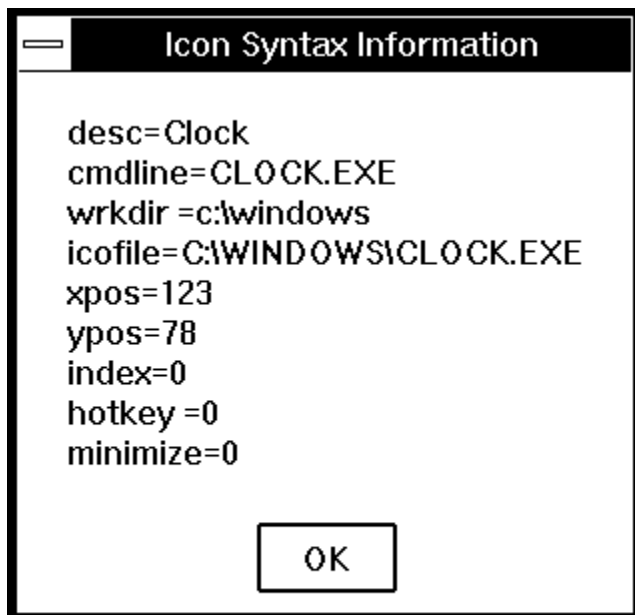 Icon Syntax Information
desc=Clock
cmdline=CLOCK.EXE
wrkdir =c:\windows
icofile=C:\WINDOWS\CLOCK.EXE
xpos=123
ypos=78
index=0
hotkey =0
minimize=0
OK